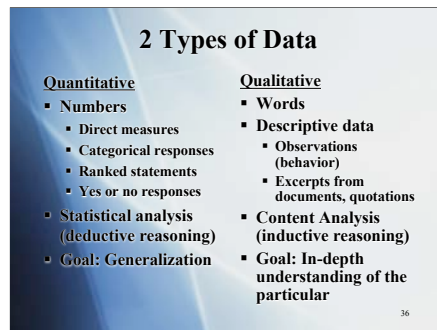 2 Types of Data
Quantitative
▪ Numbers
▪ Direct measures
▪ Categorical responses
▪ Ranked statements
▪ Yes or no responses
▪ Statistical analysis
(deductive reasoning)
▪ Goal: Generalization
Qualitative
▪ Words
▪ Descriptive data
▪ Observations
(behavior)
▪ Excerpts from
documents, quotations
▪ Content Analysis
(inductive reasoning)
▪ Goal: In-depth
understanding of the
particular
36